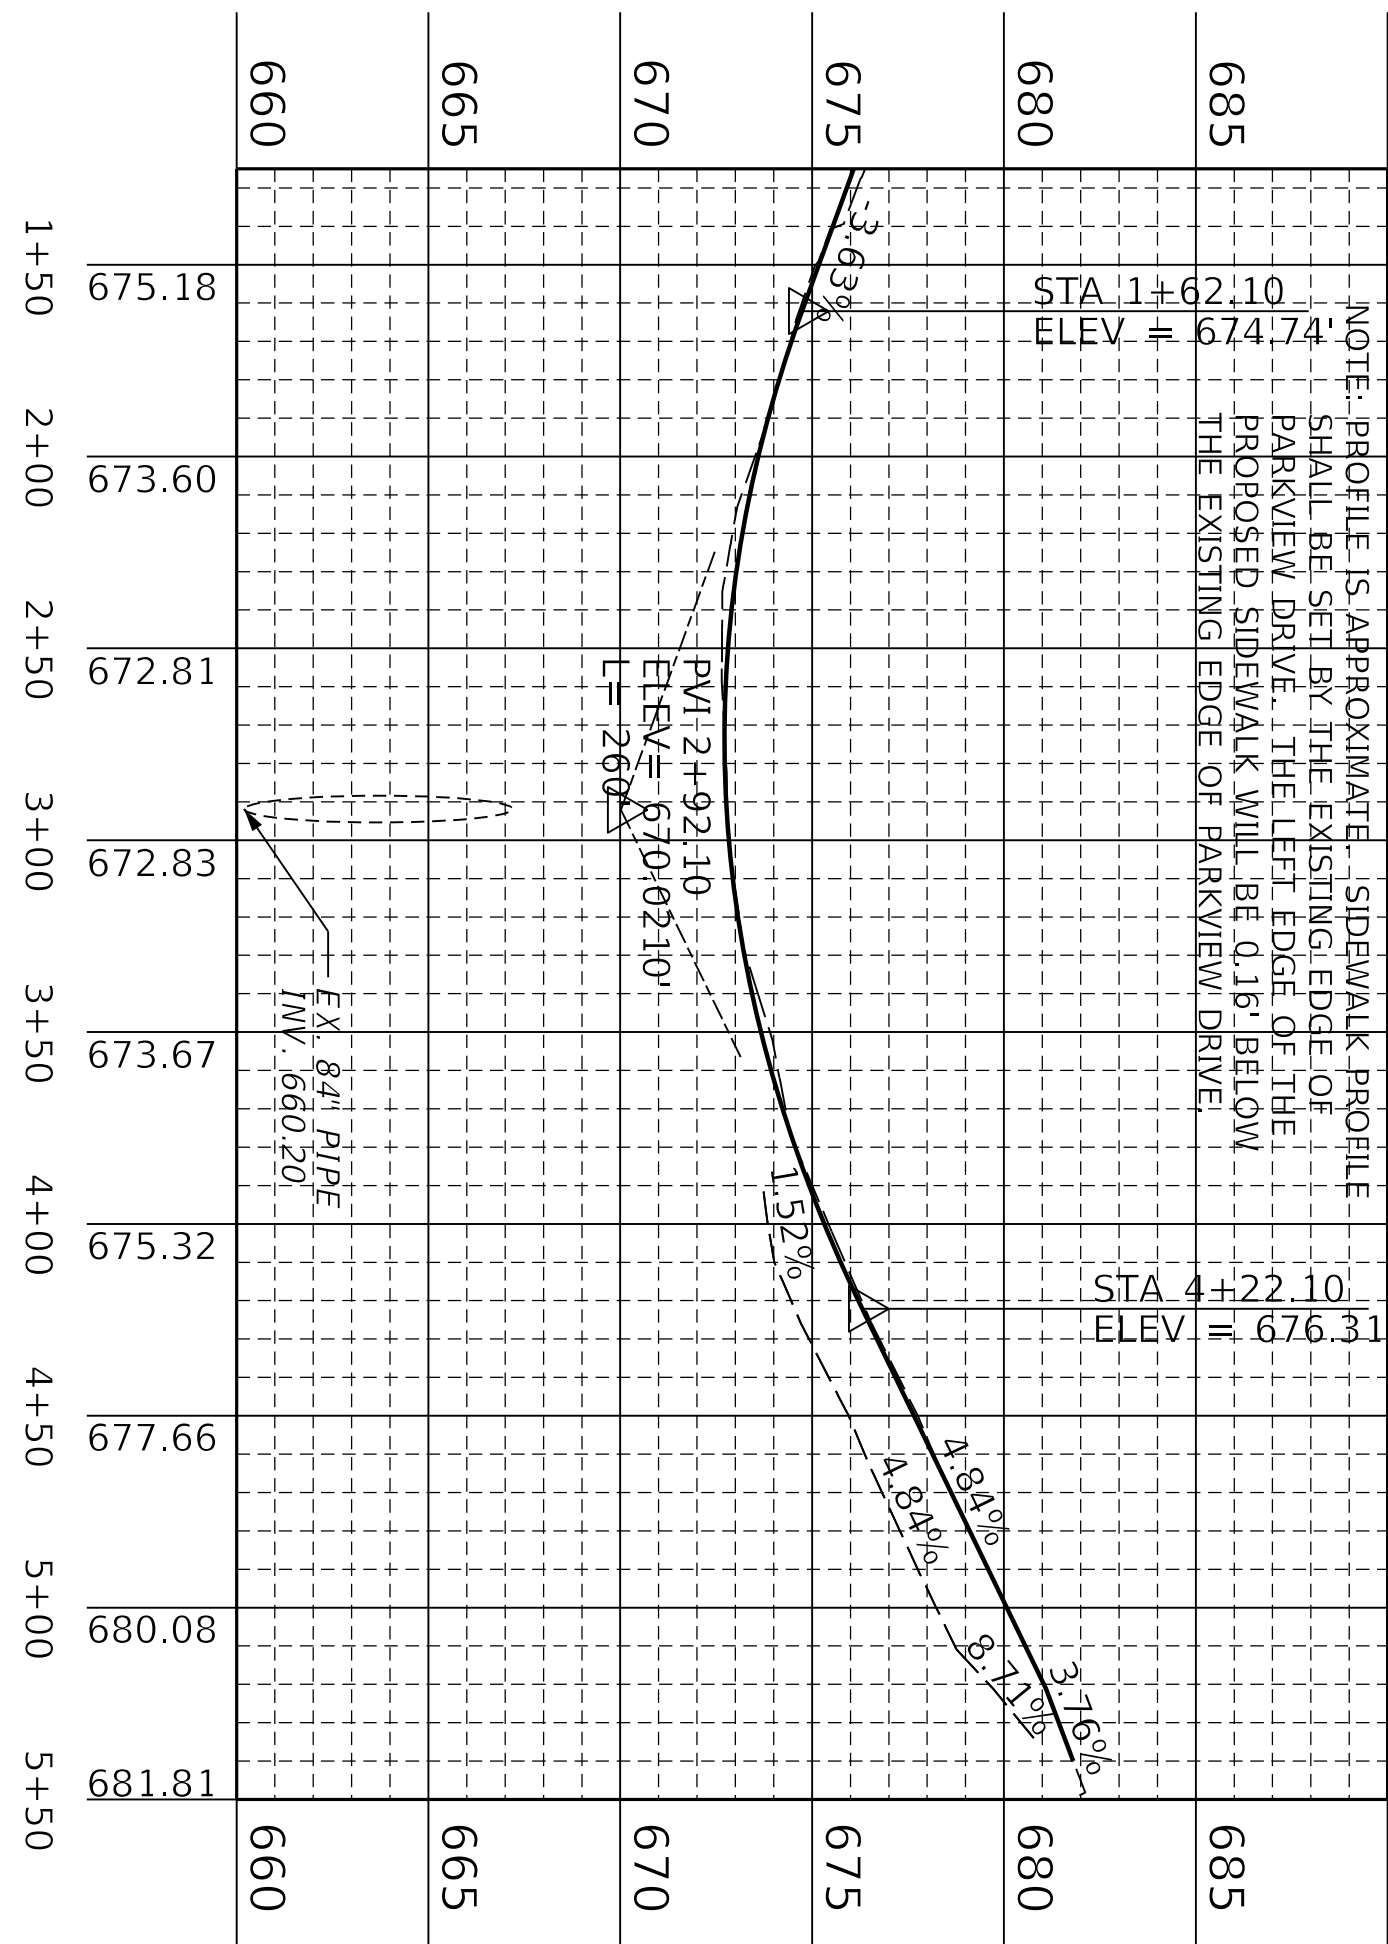 660
665
670
675
680
685
1+50
2+00
2+50
3+00
3+50
4+00
4+50
5+00
5+50
675.18
673.60
672.81
672.83
673.67
675.32
677.66
680.08
681.81
-3.63%
STA 1+62.10
ELEV = 674.74'
NOTE: PROFILE IS APPROXIMATE. SIDEWALK PROFILE
SHALL BE SET BY THE EXISTING EDGE OF
PARKVIEW DRIVE. THE LEFT EDGE OF THE
PROPOSED SIDEWALK WILL BE 0.16' BELOW
THE EXISTING EDGE OF PARKVIEW DRIVE.
PVI 2+92.10
ELEV= 670.0210'
L= 260'
EX. 84" PIPE
INV. 660.20
1.52%
STA 4+22.10
ELEV = 676.31
4.84%
4.84%
8.71%
3.76%
660
665
670
675
680
685